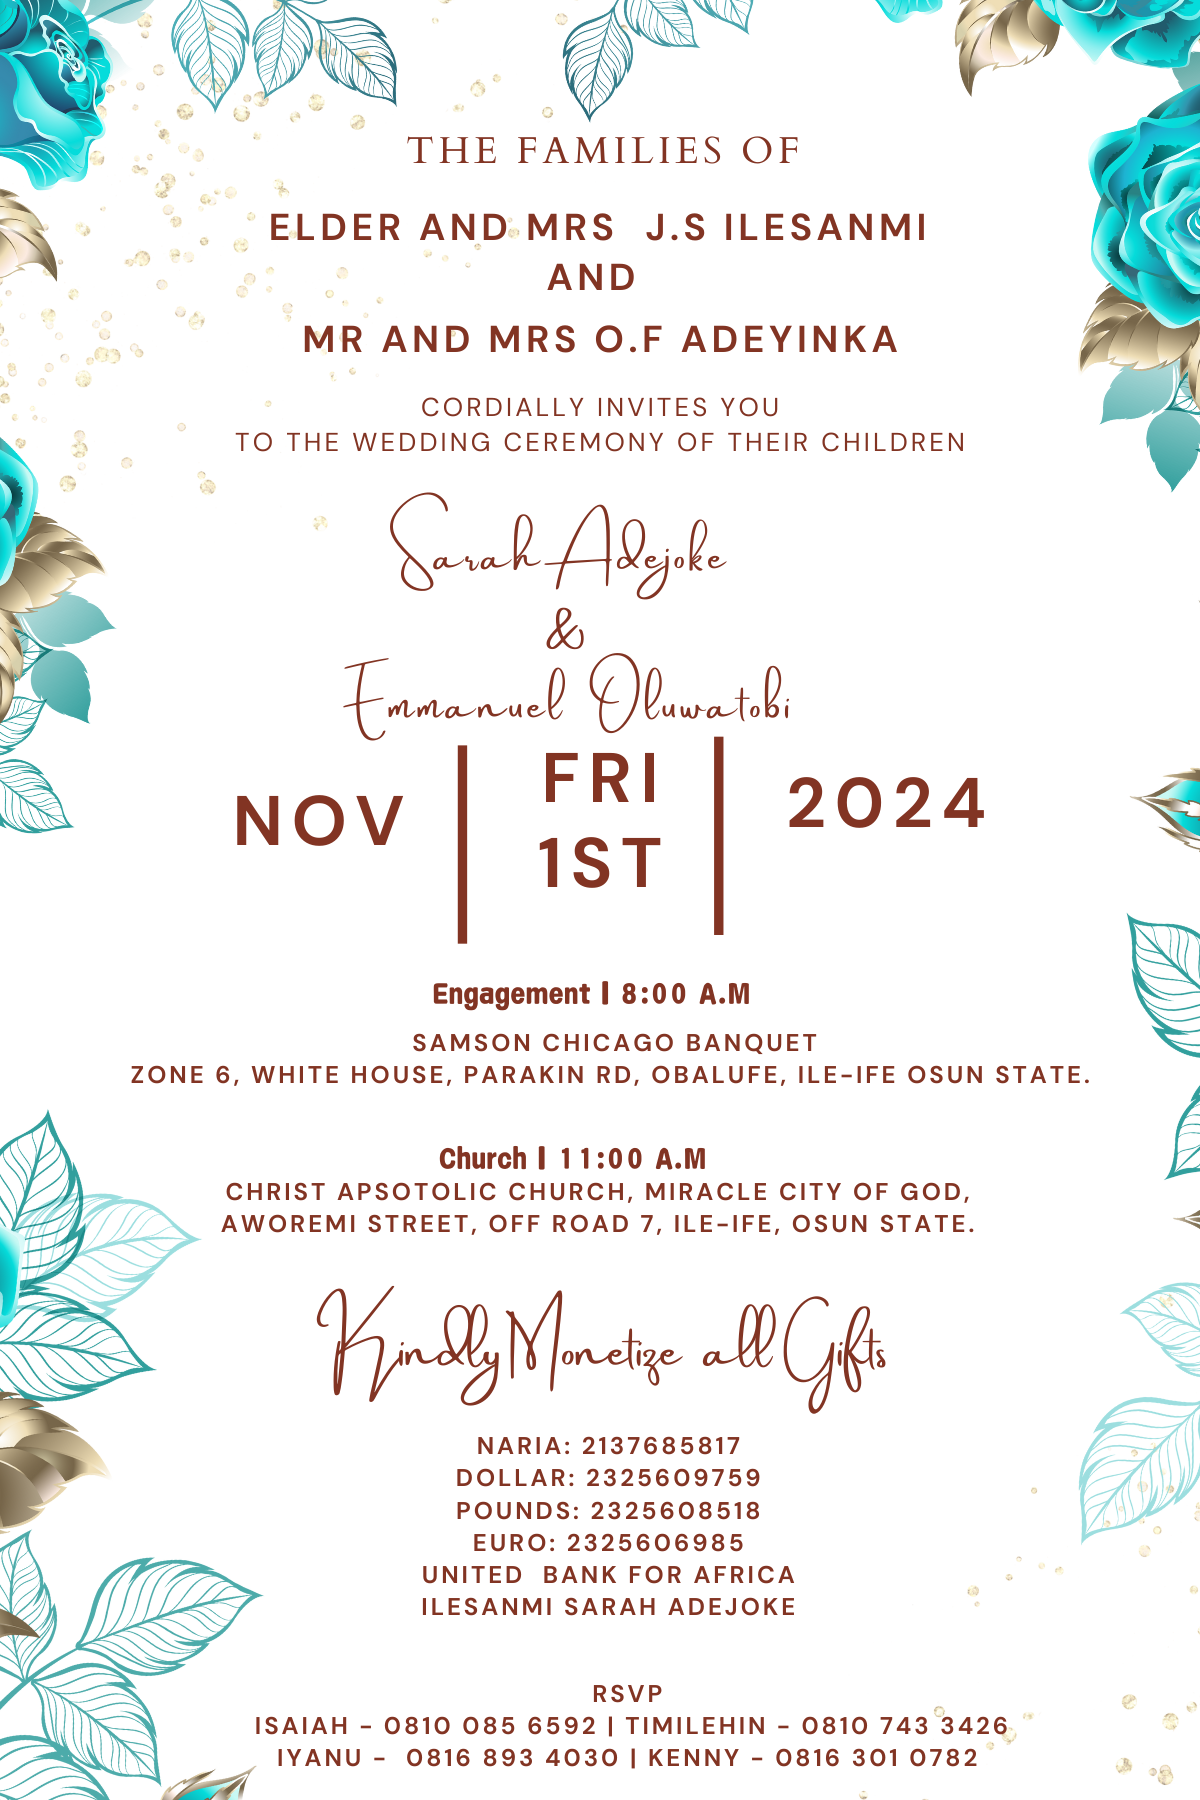 THE FAMILIES OF
ELDER AND MRS J.S ILESANMI
AND
MR AND MRS O.F ADEYINKA
CORDIALLY INVITES YOU
TO THE WEDDING CEREMONY OF THEIR CHILDREN
Sarah Adejoke
&
Emmanuel Oluwatobi
NOV | FRI 1ST | 2024
Engagement | 8:00 A.M
SAMSON CHICAGO BANQUET
ZONE 6, WHITE HOUSE, PARAKIN RD, OBALUFE, ILE-IFE OSUN STATE.
Church | 11:00 A.M
CHRIST APSOTOLIC CHURCH, MIRACLE CITY OF GOD,
AWOREMI STREET, OFF ROAD 7, ILE-IFE, OSUN STATE.
Kindly Monetize all Gifts
NARIA: 2137685817
DOLLAR: 2325609759
POUNDS: 2325608518
EURO: 2325606985
UNITED BANK FOR AFRICA
ILESANMI SARAH ADEJOKE
RSVP
ISAIAH - 0810 085 6592 | TIMILEHIN - 0810 743 3426
IYANU - 0816 893 4030 | KENNY - 0816 301 0782